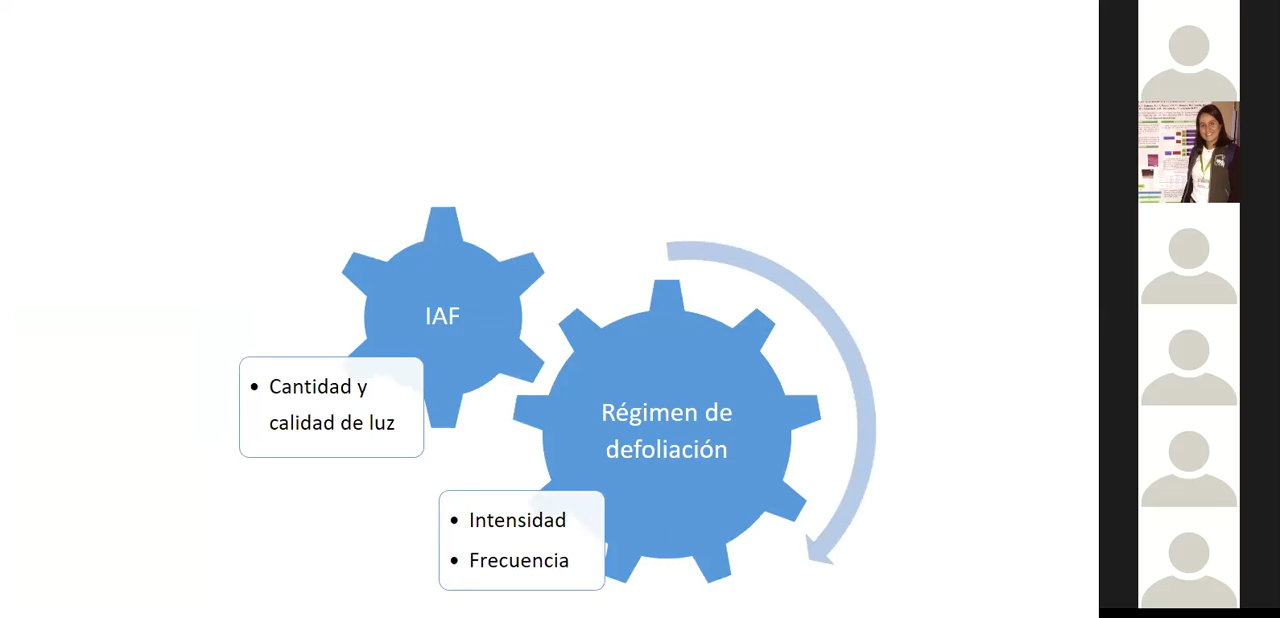 IAF
• Cantidad y
calidad de luz
Régimen de
defoliación
• Intensidad
• Frecuencia